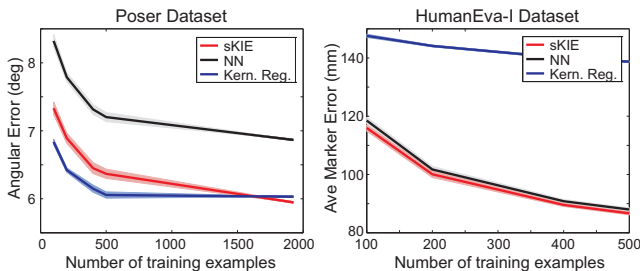 Poser Dataset
Angular Error (deg)
8
7
6
sKIE
NN
Kern. Reg.
0
500
1000
1500
2000
Number of training examples
HumanEva-I Dataset
Ave Marker Error (mm)
140
120
100
80
sKIE
NN
Kern. Reg.
100
200
300
400
500
Number of training examples